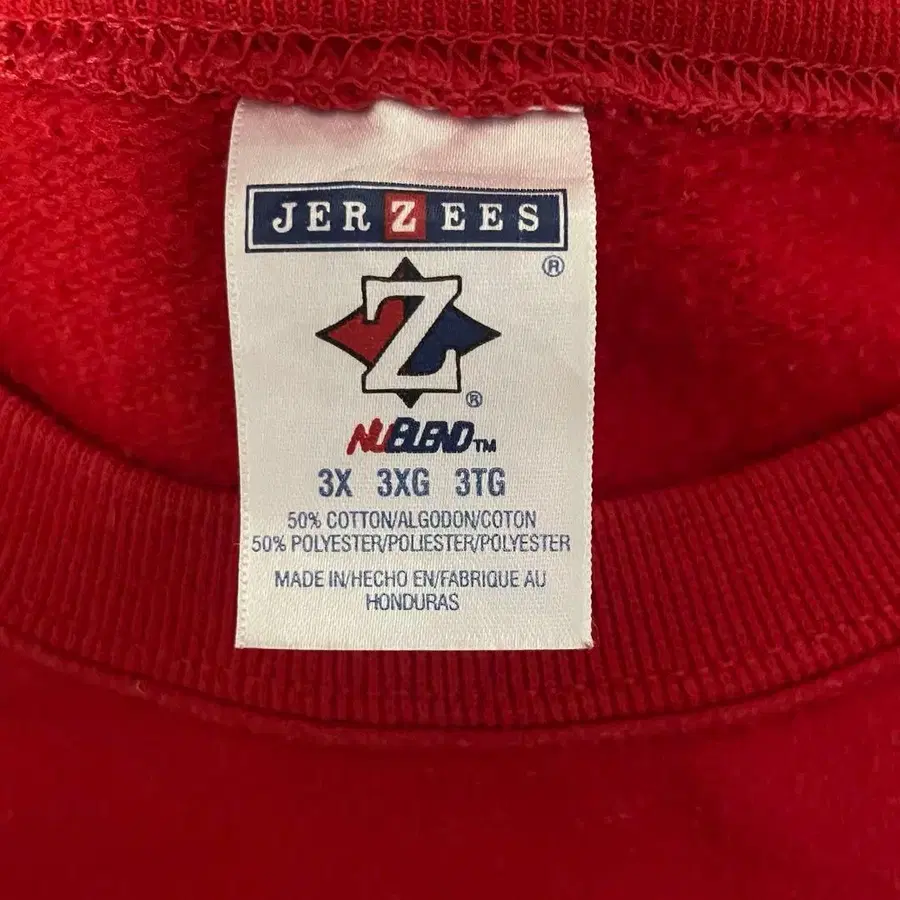 JERZEES
®
Z
®
NUBLEND™
3X 3XG 3TG
50% COTTON/ALGODON/COTON
50% POLYESTER/POLIESTER/POLYESTER
MADE IN/HECHO EN/FABRIQUE AU
HONDURAS